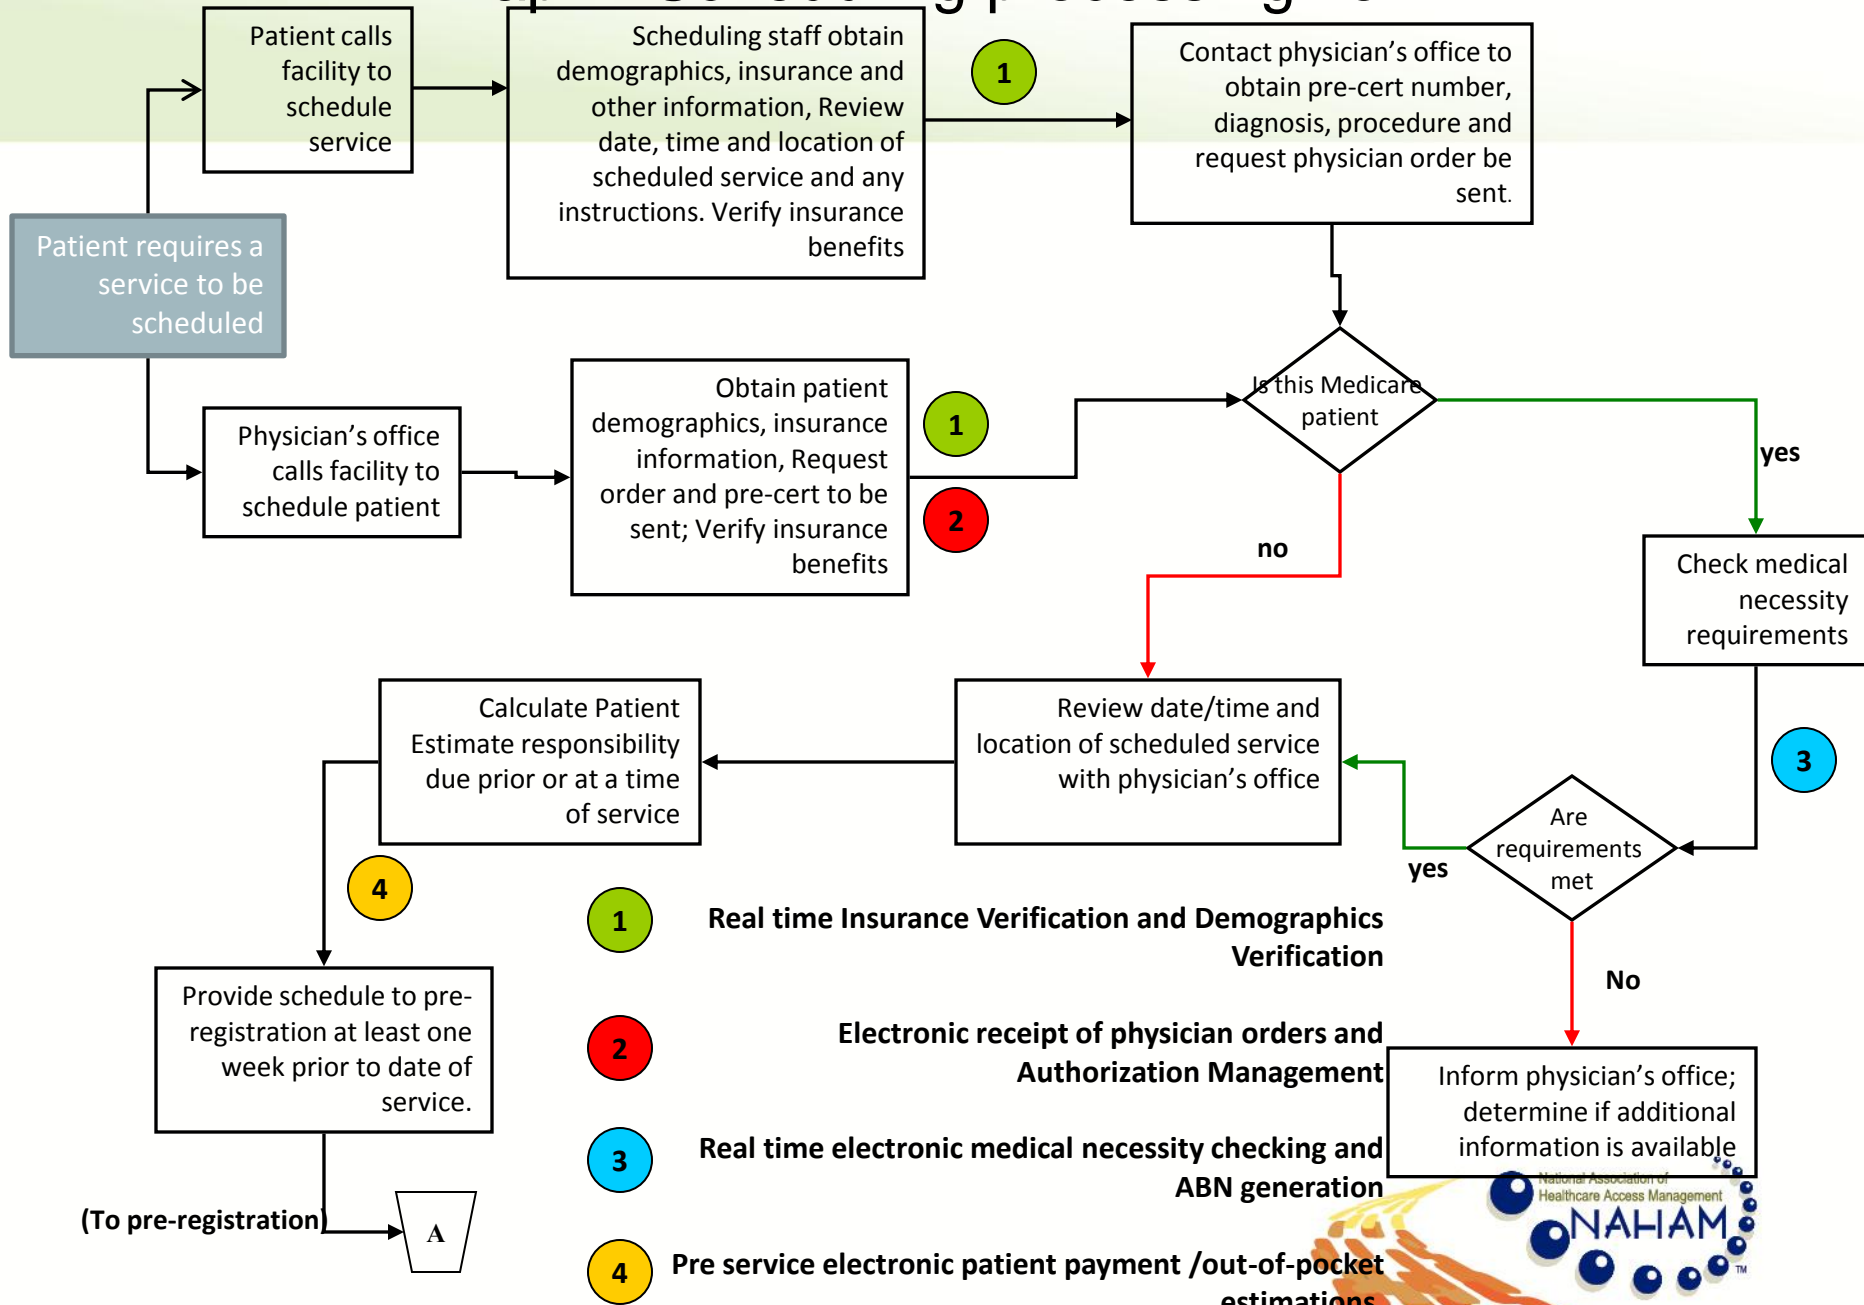 Patient calls
facility to
schedule
service
Scheduling staff obtain
demographics, insurance and
other information, Review
date, time and location of
scheduled service and any
instructions. Verify insurance
benefits
1
Contact physician's office to
obtain pre-cert number,
diagnosis, procedure and
request physician order be
sent.
Patient requires a
service to be
scheduled
Physician's office
calls facility to
schedule patient
Obtain patient
demographics, insurance
information, Request
order and pre-cert to be
sent; Verify insurance
benefits
1
2
Is this Medicare
patient
yes
no
Check medical
necessity
requirements
3
Calculate Patient
Estimate responsibility
due prior or at a time
of service
Review date/time and
location of scheduled service
with physician's office
Are
requirements
met
yes
No
4
Provide schedule to pre-
registration at least one
week prior to date of
service.
(To pre-registration)
A
1
Real time Insurance Verification and Demographics
Verification
2
Electronic receipt of physician orders and
Authorization Management
3
Real time electronic medical necessity checking and
ABN generation
4
Pre service electronic patient payment /out-of-pocket
estimations
Inform physician's office;
determine if additional
information is available
National Association of
Healthcare Access Management
NAHAM
TM